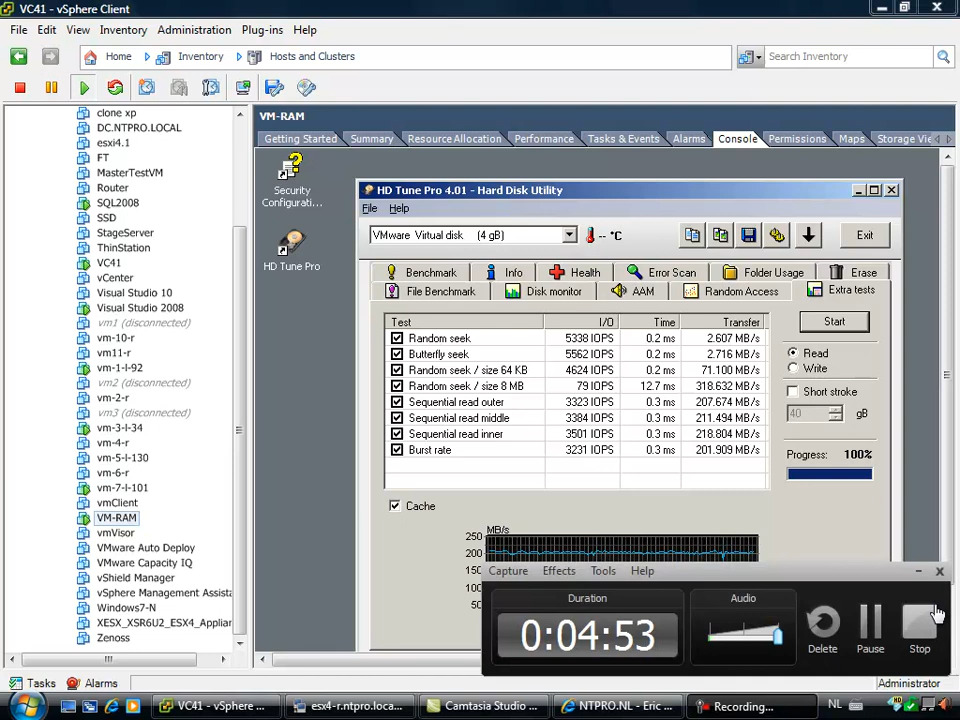 VC41 - vSphere Client
File Edit View Inventory Administration Plug-ins Help
Home Inventory Hosts and Clusters Search Inventory
clone xp
DC.NTPRO.LOCAL
esxi4.1
FT
MasterTestVM
Router
SQL2008
SSD
StageServer
ThinStation
VC41
vCenter
Visual Studio 10
Visual Studio 2008
vm1 (disconnected)
vm-10-r
vm11-r
vm-1-l-92
vm2 (disconnected)
vm-2-r
vm3 (disconnected)
vm-3-l-34
vm-4-r
vm-5-l-130
vm-6-r
vm-7-l-101
vmClient
VM-RAM
vmVisor
VMware Auto Deploy
VMware Capacity IQ
vShield Manager
vSphere Management Assista
Windows7-N
XESX_XSR6U2_ESX4_Applian
Zenoss
VM-RAM
Getting Started Summary Resource Allocation Performance Tasks & Events Alarms Console Permissions Maps Storage Vie
Security
Configurati...
HD Tune Pro
HD Tune Pro 4.01 - Hard Disk Utility
File Help
VMware Virtual disk (4 gB) -- °C Exit
Benchmark Info Health Error Scan Folder Usage Erase
File Benchmark Disk monitor AAM Random Access Extra tests
Test I/O Time Transfer
Random seek 5338 IOPS 0.2 ms 2.607 MB/s
Butterfly seek 5562 IOPS 0.2 ms 2.716 MB/s
Random seek / size 64 KB 4624 IOPS 0.2 ms 71.100 MB/s
Random seek / size 8 MB 79 IOPS 12.7 ms 318.632 MB/s
Sequential read outer 3323 IOPS 0.3 ms 207.674 MB/s
Sequential read middle 3384 IOPS 0.3 ms 211.494 MB/s
Sequential read inner 3501 IOPS 0.3 ms 218.804 MB/s
Burst rate 3231 IOPS 0.3 ms 201.909 MB/s
Start
Read
Write
Short stroke
40 gB
Progress: 100%
Cache
MB/s
250
200
150
100
50
Capture Effects Tools Help
Duration
0:04:53
Audio
Delete Pause Stop
Tasks Alarms Administrator
VC41 - vSphere ... esx4-r.ntpro.loca... Camtasia Studio ... NTPRO.NL - Eric ... Recording... NL 9:04 AM